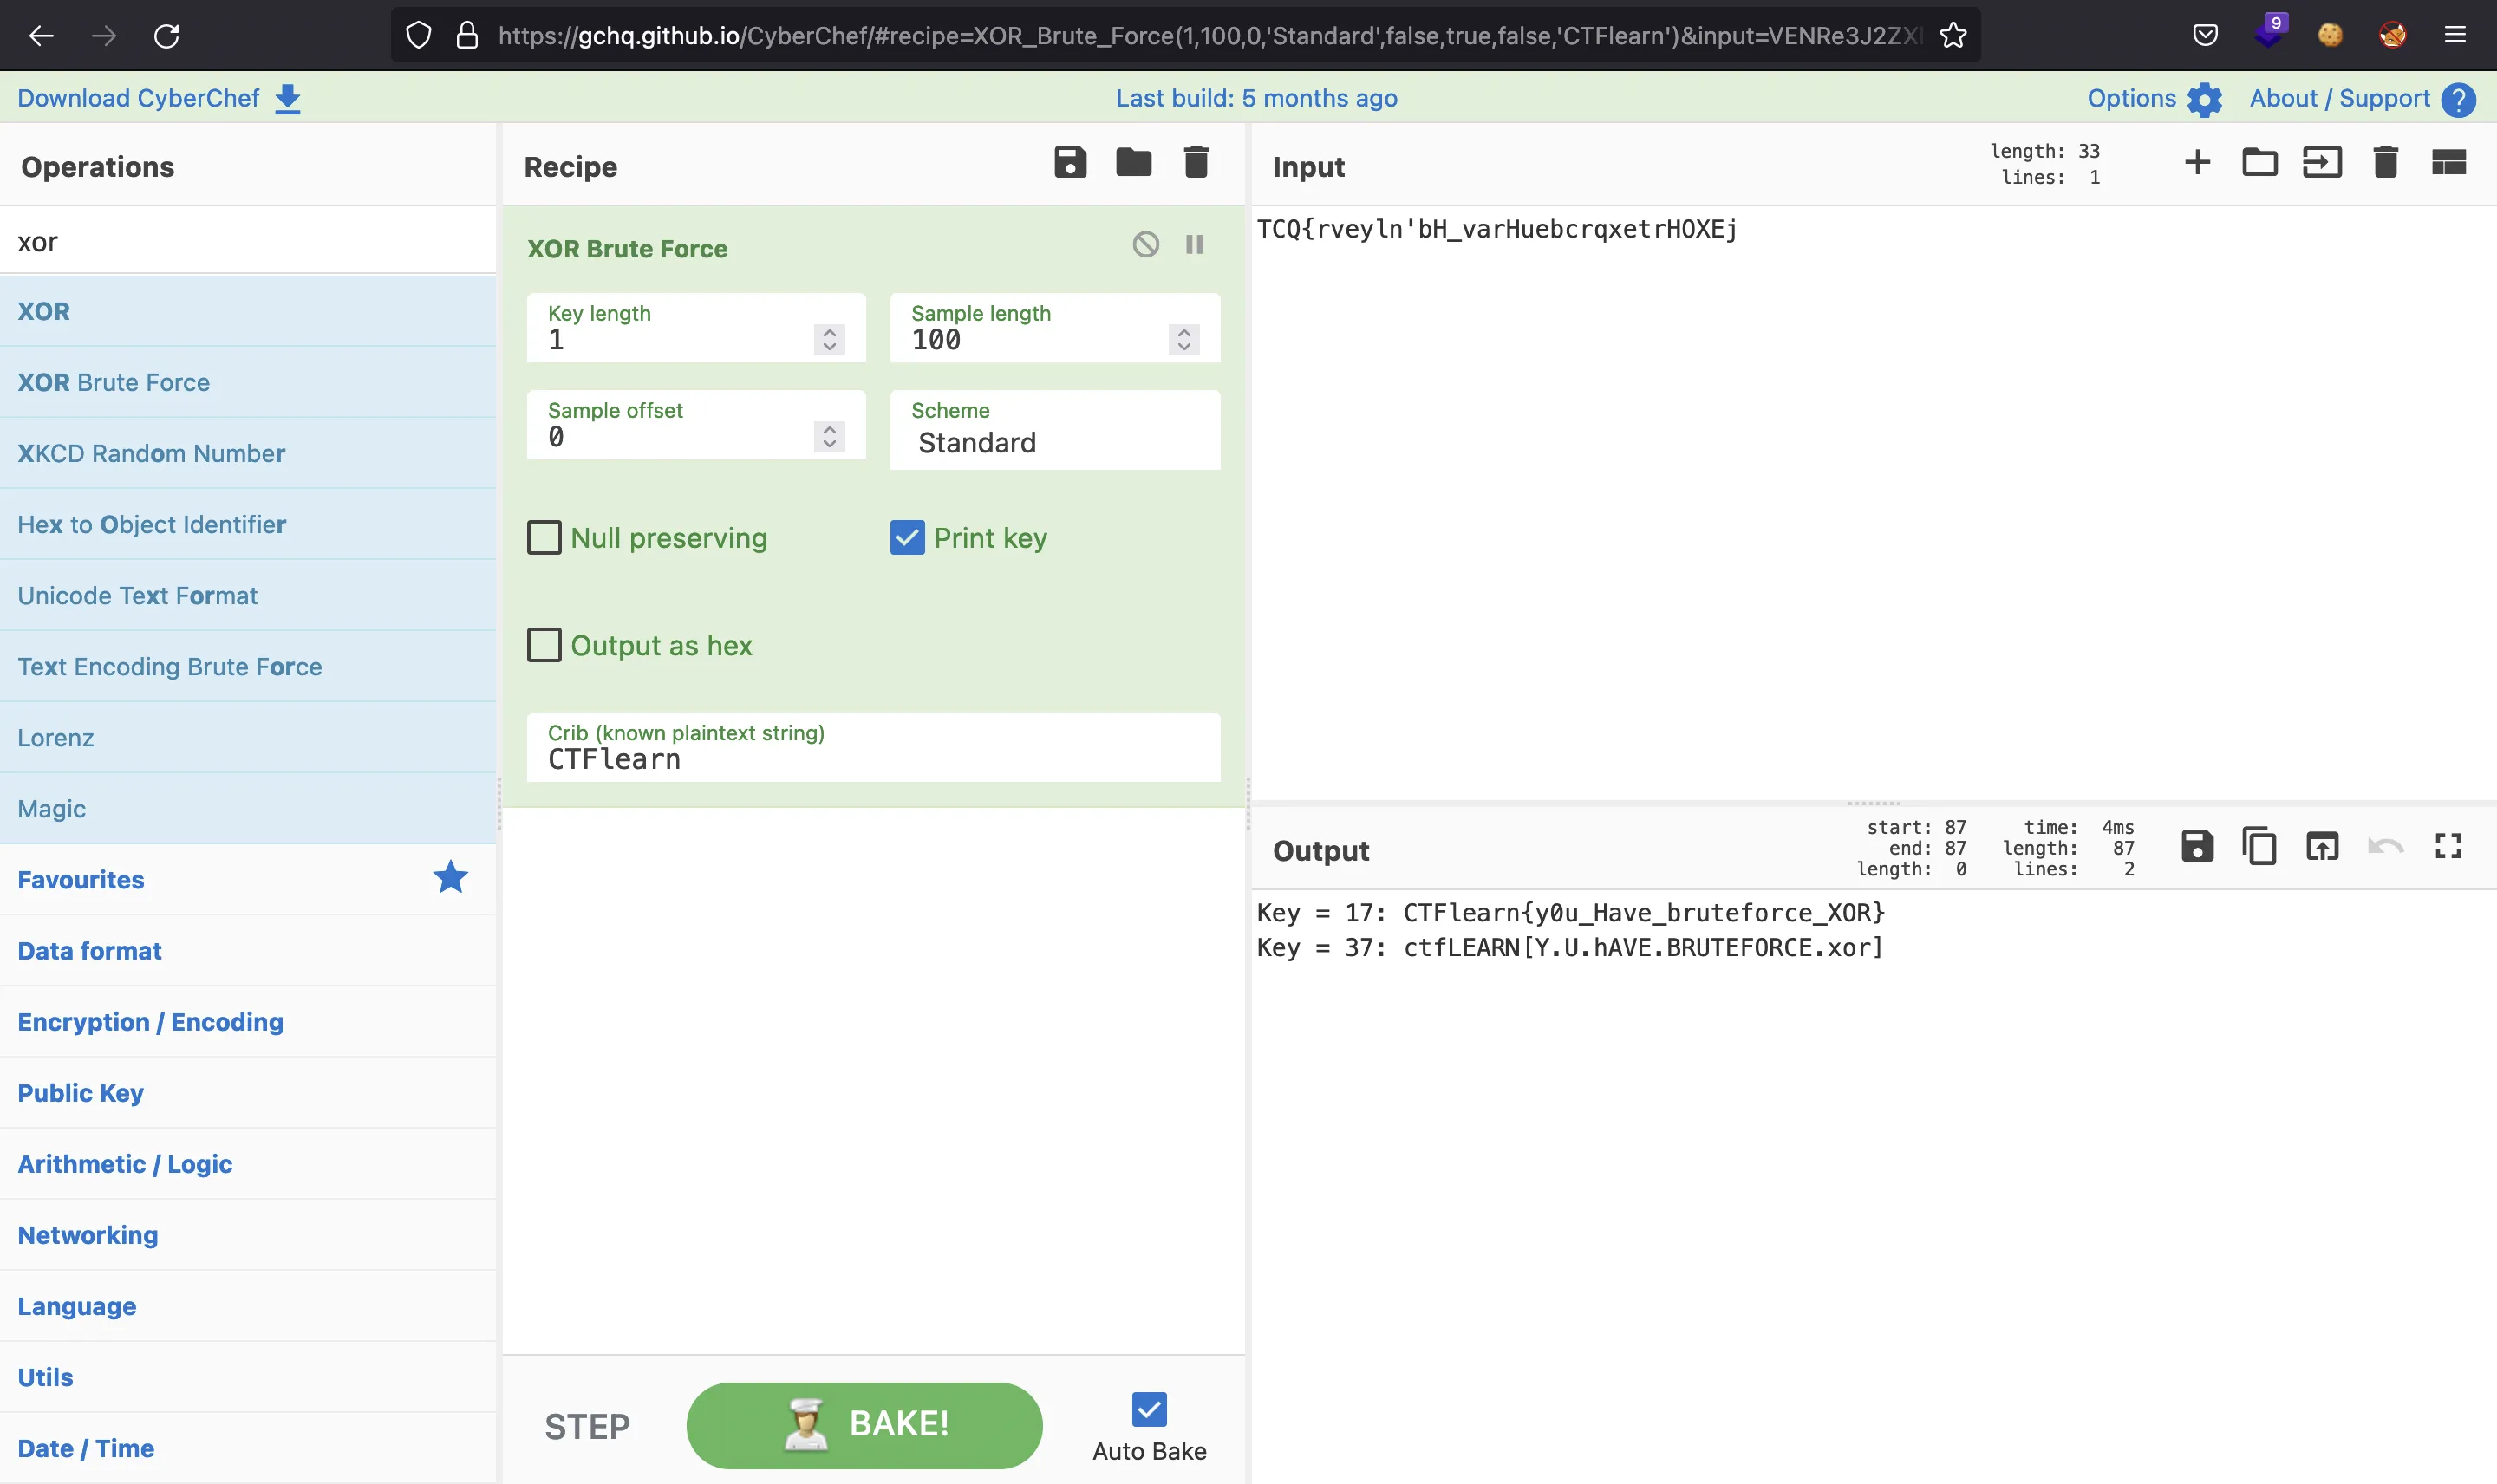 https://gchq.github.io/CyberChef/#recipe=XOR_Brute_Force(1,100,0,'Standard',false,true,false,'CTFlearn')&input=VENRe3J2ZX
9
Download CyberChef
Last build: 5 months ago
Options
About / Support
Operations
xor
XOR
XOR Brute Force
XKCD Random Number
Hex to Object Identifier
Unicode Text Format
Text Encoding Brute Force
Lorenz
Magic
Favourites
Data format
Encryption / Encoding
Public Key
Arithmetic / Logic
Networking
Language
Utils
Date / Time
Recipe
XOR Brute Force
Key length
1
Sample length
100
Sample offset
0
Scheme
Standard
Null preserving
Print key
Output as hex
Crib (known plaintext string)
CTFlearn
STEP
BAKE!
Auto Bake
Input
length: 33
lines: 1
TCQ{rveyln'bH_varHuebcrqxetrHOXEj
Output
start: 87
end: 87
length: 0
time: 4ms
length: 87
lines: 2
Key = 17: CTFlearn{y0u_Have_bruteforce_XOR}
Key = 37: ctfLEARN[Y.U.hAVE.BRUTEFORCE.xor]